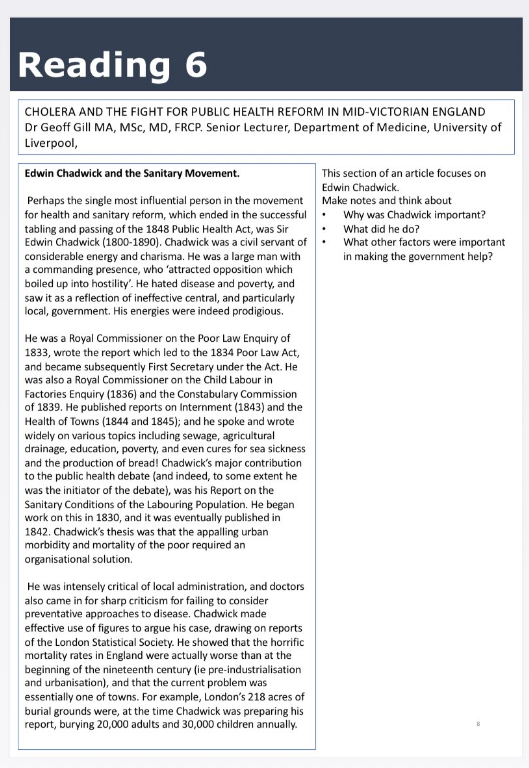 Reading 6
CHOLERA AND THE FIGHT FOR PUBLIC HEALTH REFORM IN MID-VICTORIAN ENGLAND
Dr Geoff Gill MA, MSc, MD, FRCP. Senior Lecturer, Department of Medicine, University of
Liverpool,
Edwin Chadwick and the Sanitary Movement.
Perhaps the single most influential person in the movement
for health and sanitary reform, which ended in the successful
tabling and passing of the 1848 Public Health Act, was Sir
Edwin Chadwick (1800-1890). Chadwick was a civil servant of
considerable energy and charisma. He was a large man with
a commanding presence, who ‘attracted opposition which
boiled up into hostility’. He hated disease and poverty, and
saw it as a reflection of ineffective central, and particularly
local, government. His energies were indeed prodigious.
He was a Royal Commissioner on the Poor Law Enquiry of
1833, wrote the report which led to the 1834 Poor Law Act,
and became subsequently First Secretary under the Act. He
was also a Royal Commissioner on the Child Labour in
Factories Enquiry (1836) and the Constabulary Commission
of 1839. He published reports on Internment (1843) and the
Health of Towns (1844 and 1845); and he spoke and wrote
widely on various topics including sewage, agricultural
drainage, education, poverty, and even cures for sea sickness
and the production of bread! Chadwick’s major contribution
to the public health debate (and indeed, to some extent he
was the initiator of the debate), was his Report on the
Sanitary Conditions of the Labouring Population. He began
work on this in 1830, and it was eventually published in
1842. Chadwick’s thesis was that the appalling urban
morbidity and mortality of the poor required an
organisational solution.
He was intensely critical of local administration, and doctors
also came in for sharp criticism for failing to consider
preventative approaches to disease. Chadwick made
effective use of figures to argue his case, drawing on reports
of the London Statistical Society. He showed that the horrific
mortality rates in England were actually worse than at the
beginning of the nineteenth century (ie pre-industrialisation
and urbanisation), and that the current problem was
essentially one of towns. For example, London’s 218 acres of
burial grounds were, at the time Chadwick was preparing his
report, burying 20,000 adults and 30,000 children annually.
This section of an article focuses on
Edwin Chadwick.
Make notes and think about
• Why was Chadwick important?
• What did he do?
• What other factors were important
in making the government help?
8